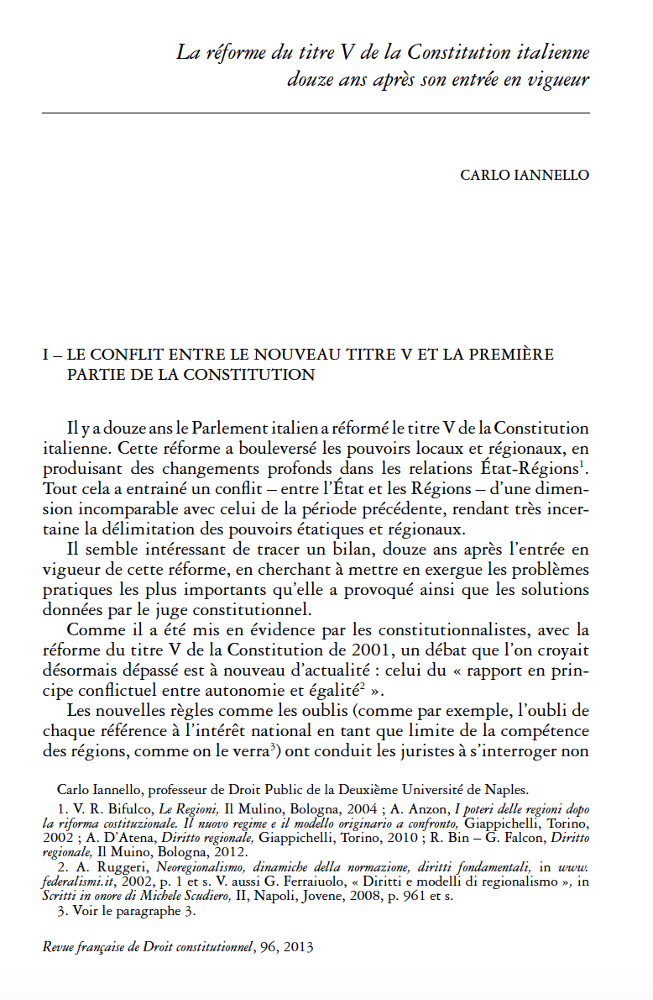 La réforme du titre V de la Constitution italienne
douze ans après son entrée en vigueur
CARLO IANNELLO
I – LE CONFLIT ENTRE LE NOUVEAU TITRE V ET LA PREMIÈRE
PARTIE DE LA CONSTITUTION
Il y a douze ans le Parlement italien a réformé le titre V de la Constitution
italienne. Cette réforme a bouleversé les pouvoirs locaux et régionaux, en
produisant des changements profonds dans les relations État-Régions1.
Tout cela a entrainé un conflit – entre l'État et les Régions – d'une dimen-
sion incomparable avec celui de la période précédente, rendant très incer-
taine la délimitation des pouvoirs étatiques et régionaux.
Il semble intéressant de tracer un bilan, douze ans après l'entrée en
vigueur de cette réforme, en cherchant à mettre en exergue les problèmes
pratiques les plus importants qu'elle a provoqué ainsi que les solutions
données par le juge constitutionnel.
Comme il a été mis en évidence par les constitutionnalistes, avec la
réforme du titre V de la Constitution de 2001, un débat que l'on croyait
désormais dépassé est à nouveau d'actualité : celui du « rapport en prin-
cipe conflictuel entre autonomie et égalité2 ».
Les nouvelles règles comme les oublis (comme par exemple, l'oubli de
chaque référence à l'intérêt national en tant que limite de la compétence
des régions, comme on le verra3) ont conduit les juristes à s'interroger non
Carlo Iannello, professeur de Droit Public de la Deuxième Université de Naples.
1. V. R. Bifulco, Le Regioni, Il Mulino, Bologna, 2004 ; A. Anzon, I poteri delle regioni dopo
la riforma costituzionale. Il nuovo regime e il modello originario a confronto, Giappichelli, Torino,
2002 ; A. D'Atena, Diritto regionale, Giappichelli, Torino, 2010 ; R. Bin – G. Falcon, Diritto
regionale, Il Muino, Bologna, 2012.
2. A. Ruggeri, Neoregionalismo, dinamiche della normazione, diritti fondamentali, in www.
federalismi.it, 2002, p. 1 et s. V. aussi G. Ferraiuolo, « Diritti e modelli di regionalismo », in
Scritti in onore di Michele Scudiero, II, Napoli, Jovene, 2008, p. 961 et s.
3. Voir le paragraphe 3.
Revue française de Droit constitutionnel, 96, 2013